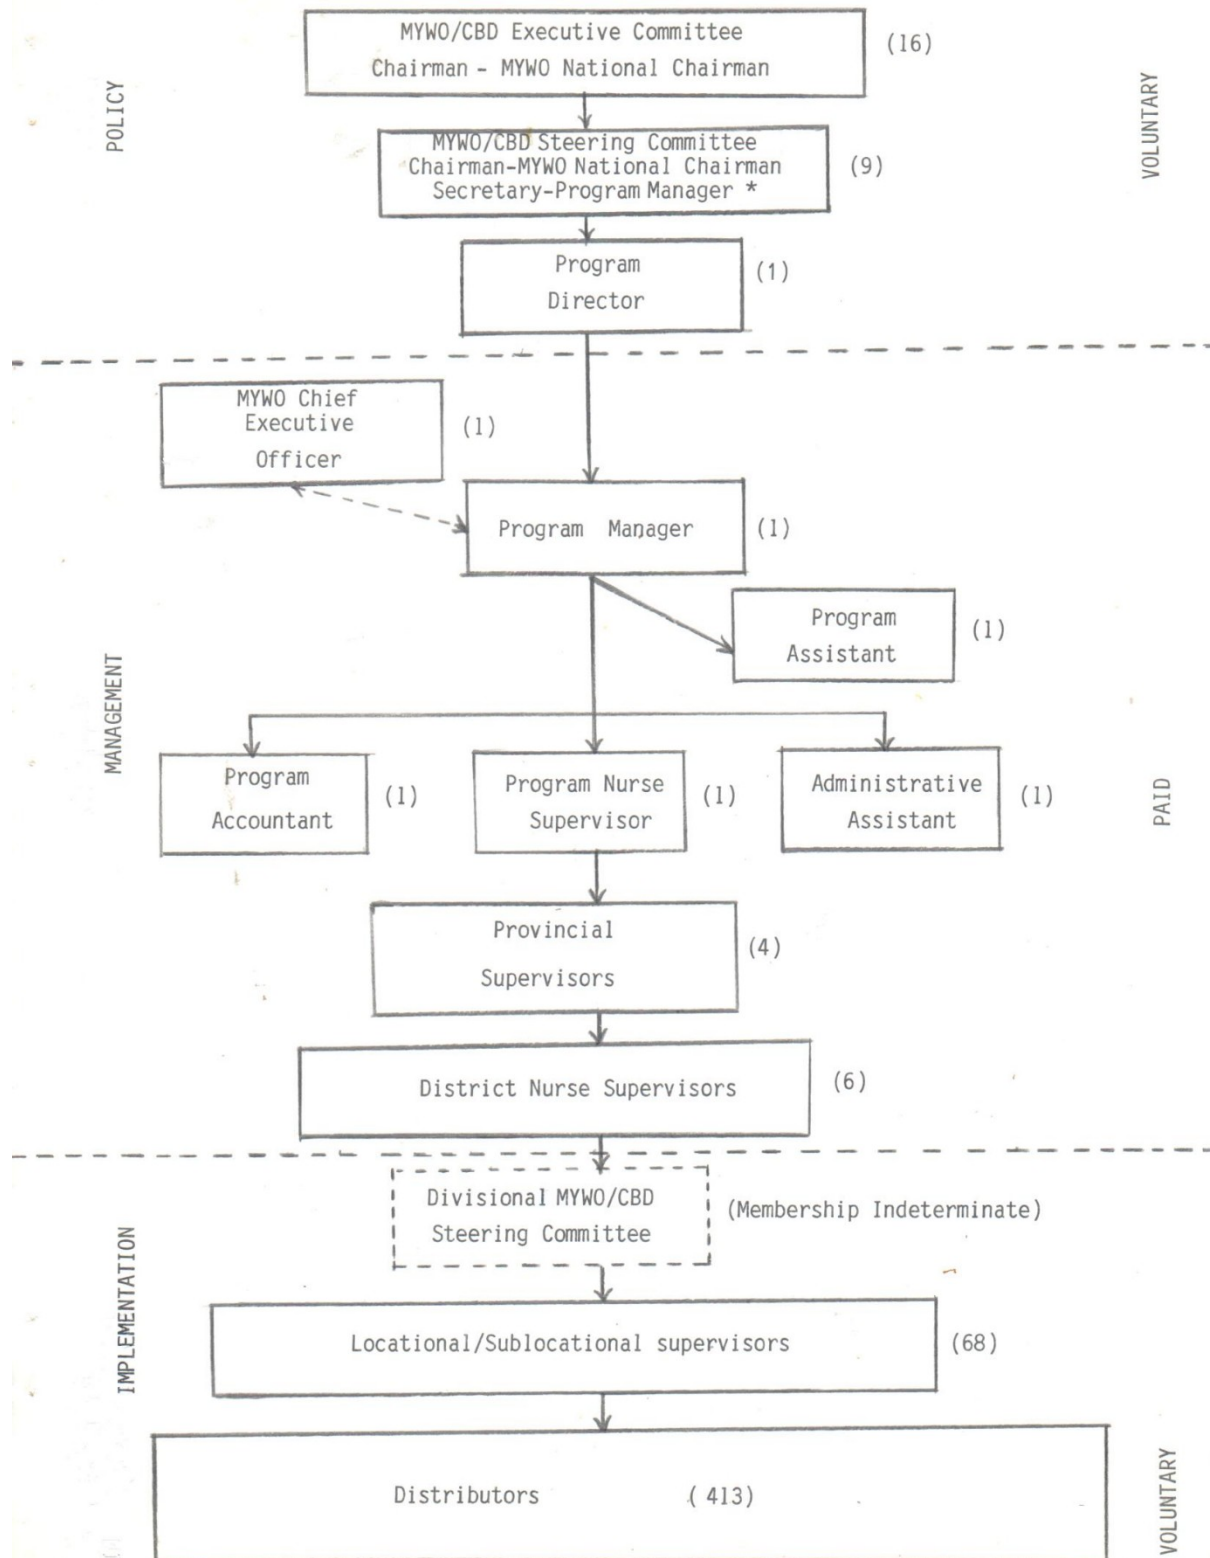 MYWO/CBD Executive Committee
Chairman - MYWO National Chairman
(16)
POLICY
VOLUNTARY
MYWO/CBD Steering Committee
Chairman-MYWO National Chairman
Secretary-Program Manager *
(9)
Program
Director
(1)
MYWO Chief
Executive
Officer
(1)
Program Manager
(1)
Program
Assistant
(1)
MANAGEMENT
PAID
Program
Accountant
(1)
Program Nurse
Supervisor
(1)
Administrative
Assistant
(1)
Provincial
Supervisors
(4)
District Nurse Supervisors
(6)
Divisional MYWO/CBD
Steering Committee
(Membership Indeterminate)
IMPLEMENTATION
Locational/Sublocational supervisors
(68)
Distributors (413)
VOLUNTARY